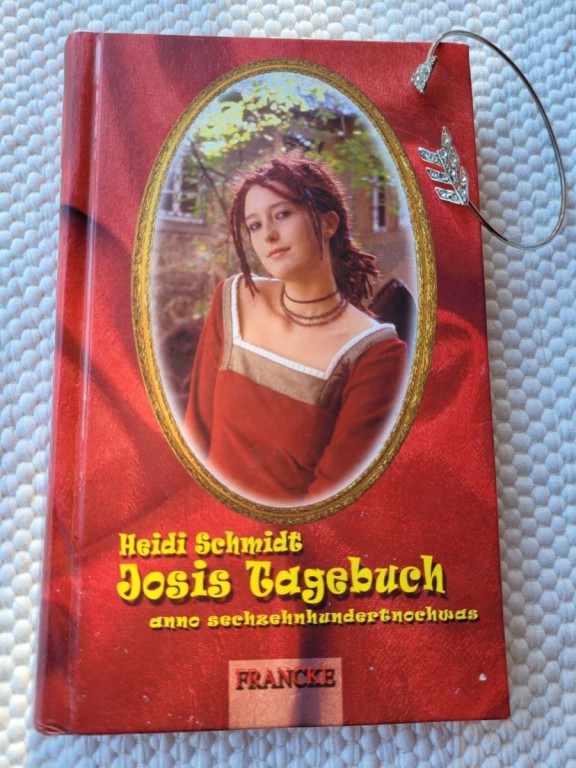 Heidi Schmidt
Josis Tagebuch
anno sechzehnhundertnochwas
FRANCKE